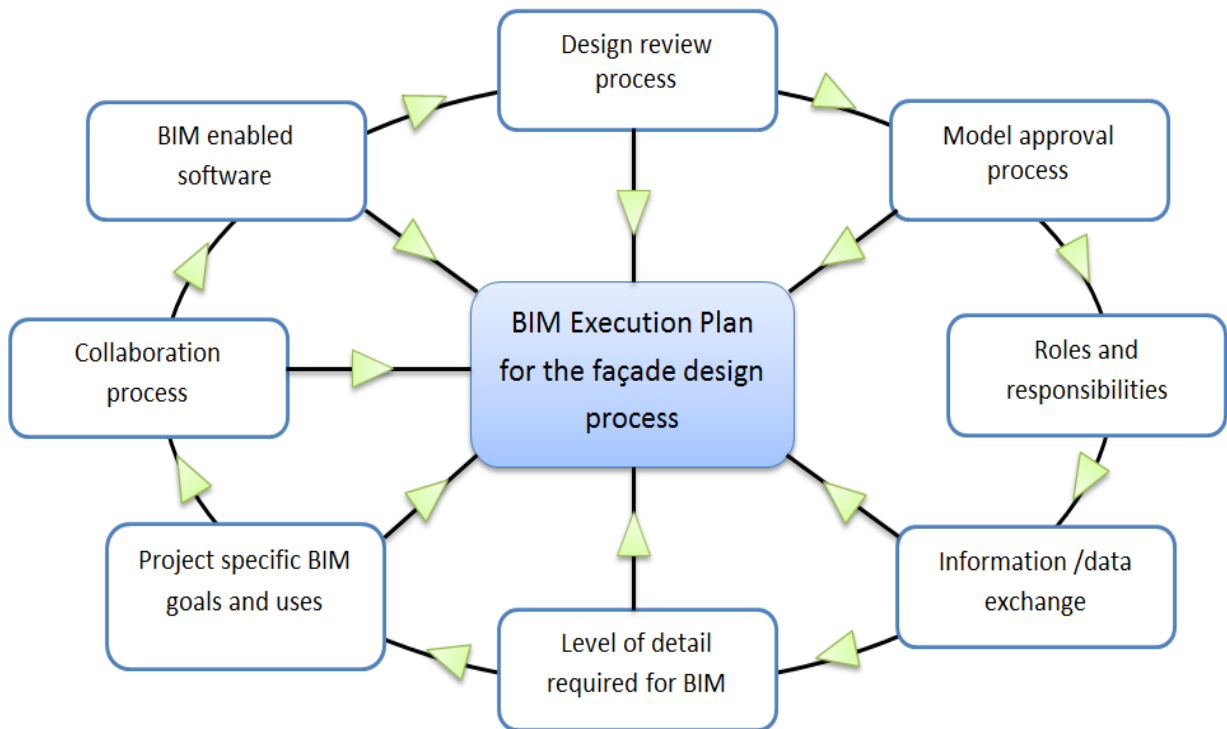 Design review
process
BIM enabled
software
Model approval
process
BIM Execution Plan
for the façade design
process
Collaboration
process
Roles and
responsibilities
Project specific BIM
goals and uses
Information /data
exchange
Level of detail
required for BIM